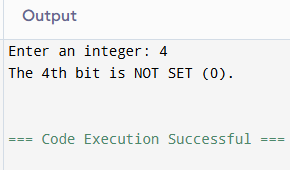 Output
Enter an integer: 4
The 4th bit is NOT SET (0).
=== Code Execution Successful ===